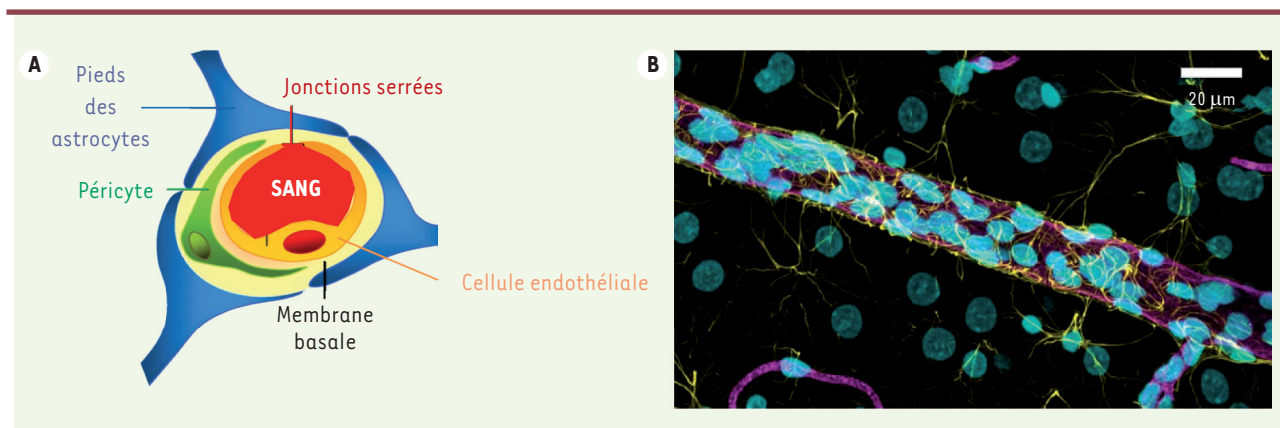 A
Pieds
des
astrocytes
Jonctions serrées
Péricyte
SANG
Cellule endothéliale
Membrane
basale
B
20 μm